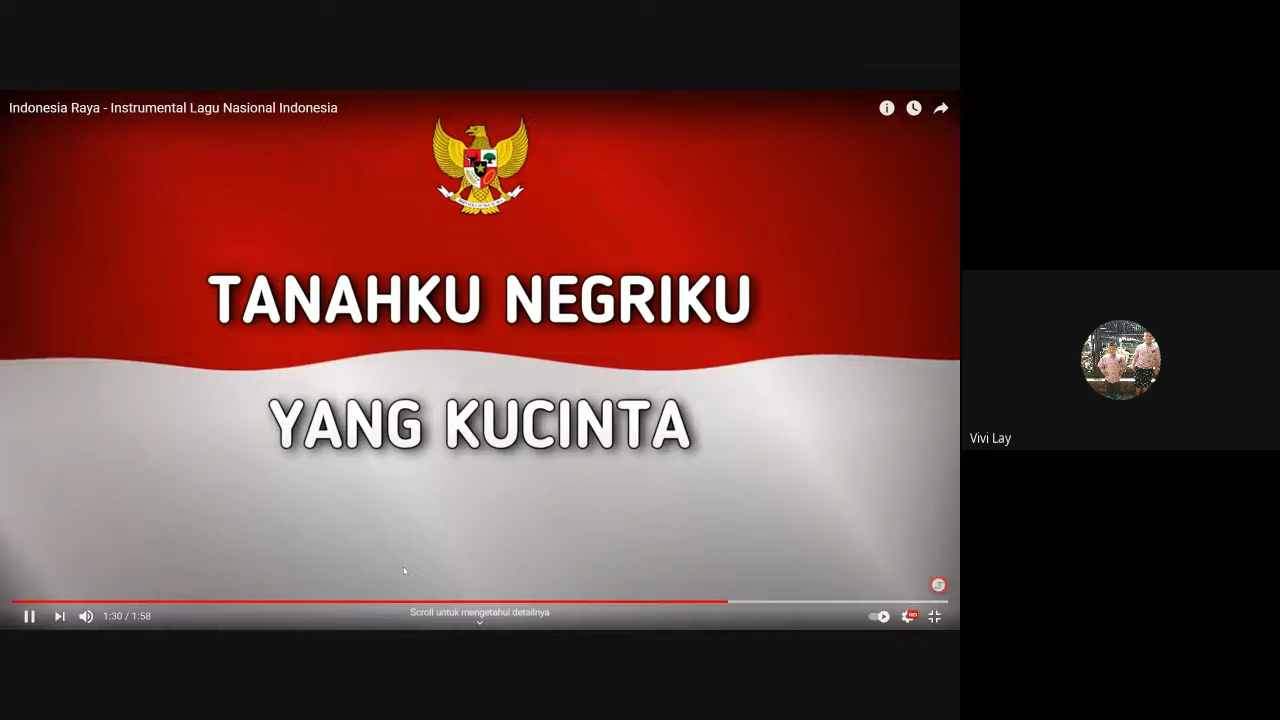 Indonesia Raya - Instrumental Lagu Nasional Indonesia
TANAHKU NEGRIKU
YANG KUCINTA
Vivi Lay
1:30 / 1:58
Scroll untuk mengetahui detailnya
HD